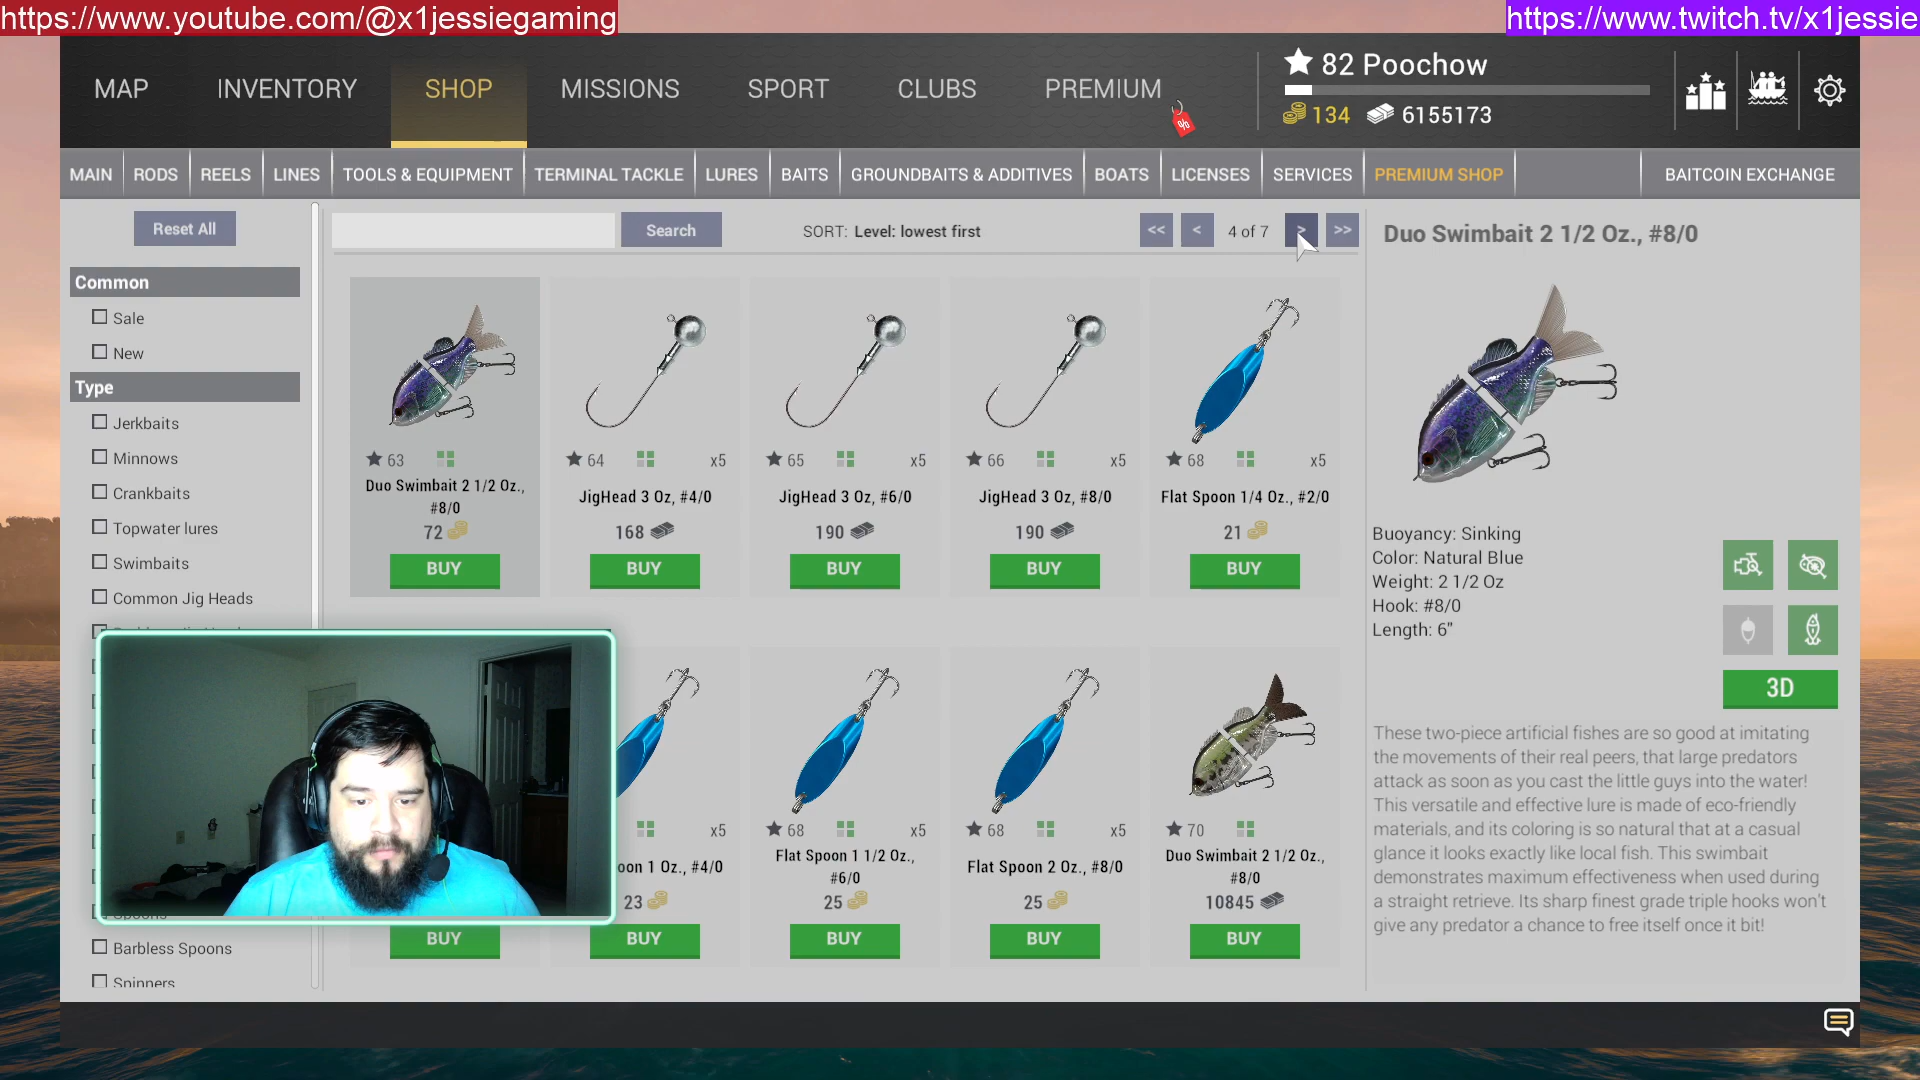 https://www.youtube.com/@x1jessiegaming
https://www.twitch.tv/x1jessie
MAP INVENTORY SHOP MISSIONS SPORT CLUBS PREMIUM
82 Poochow
134 6155173
MAIN RODS REELS LINES TOOLS & EQUIPMENT TERMINAL TACKLE LURES BAITS GROUNDBAITS & ADDITIVES BOATS LICENSES SERVICES PREMIUM SHOP BAITCOIN EXCHANGE
Reset All
Common
Sale
New
Type
Jerkbaits
Minnows
Crankbaits
Topwater lures
Swimbaits
Common Jig Heads
Barbless Spoons
Spinners
Search
SORT: Level: lowest first
<< < 4 of 7 > >>
63
Duo Swimbait 2 1/2 Oz.,
#8/0
72
BUY
64 x5
JigHead 3 Oz, #4/0
168
BUY
65 x5
JigHead 3 Oz, #6/0
190
BUY
66 x5
JigHead 3 Oz, #8/0
190
BUY
68 x5
Flat Spoon 1/4 Oz., #2/0
21
BUY
BUY
x5
oon 1 Oz., #4/0
23
BUY
68 x5
Flat Spoon 1 1/2 Oz.,
#6/0
25
BUY
68 x5
Flat Spoon 2 Oz., #8/0
25
BUY
70
Duo Swimbait 2 1/2 Oz.,
#8/0
10845
BUY
Duo Swimbait 2 1/2 Oz., #8/0
Buoyancy: Sinking
Color: Natural Blue
Weight: 2 1/2 Oz
Hook: #8/0
Length: 6"
3D
These two-piece artificial fishes are so good at imitating
the movements of their real peers, that large predators
attack as soon as you cast the little guys into the water!
This versatile and effective lure is made of eco-friendly
materials, and its coloring is so natural that at a casual
glance it looks exactly like local fish. This swimbait
demonstrates maximum effectiveness when used during
a straight retrieve. Its sharp finest grade triple hooks won't
give any predator a chance to free itself once it bit!